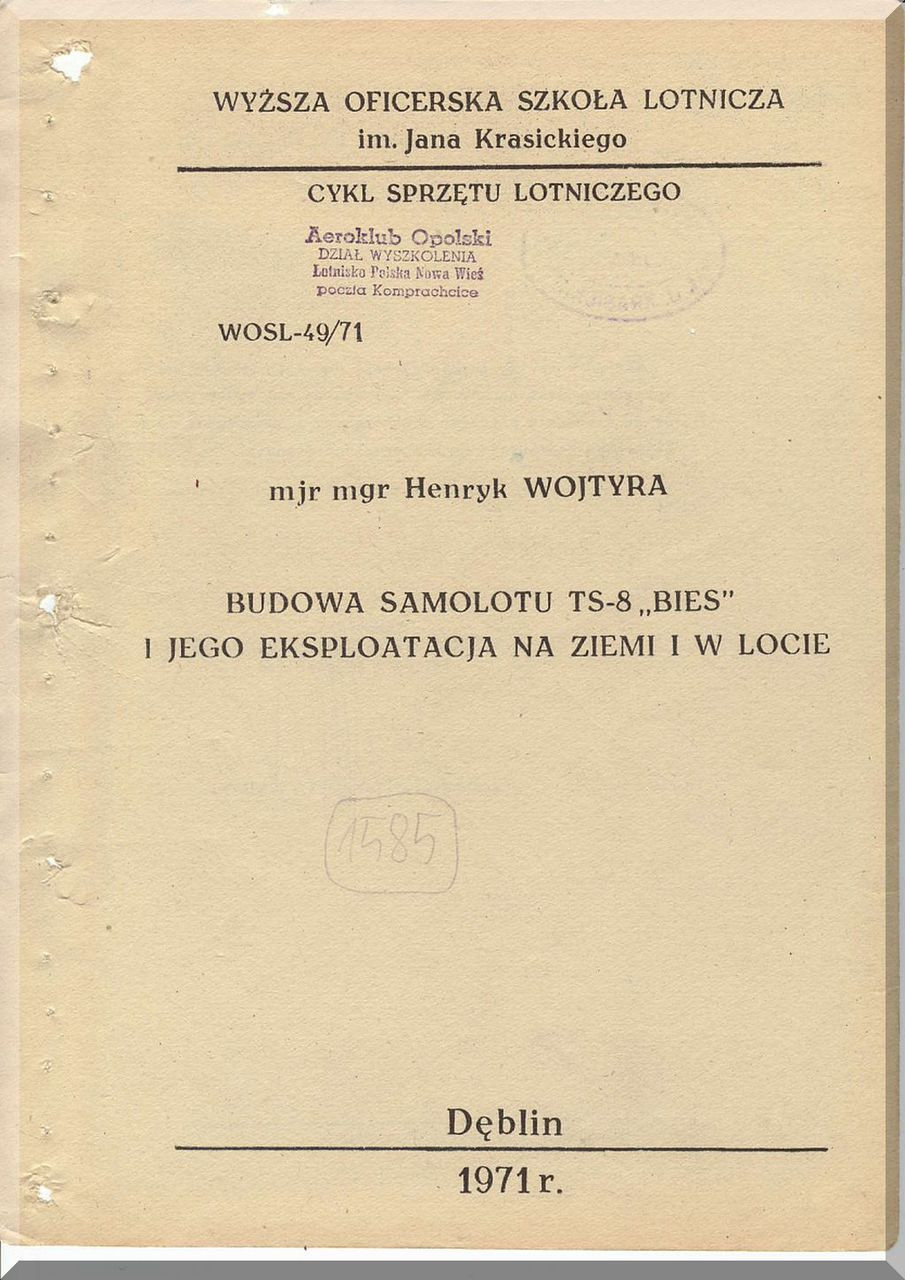 WYŻSZA OFICERSKA SZKOŁA LOTNICZA
im. Jana Krasickiego
CYKL SPRZĘTU LOTNICZEGO
Aeroklub Opolski
DZIAŁ WYSZKOLENIA
Lotnisko Polska Nowa Wieś
poczta Komprachcice
WOSL-49/71
mjr mgr Henryk WOJTYRA
BUDOWA SAMOLOTU TS-8 „BIES”
I JEGO EKSPLOATACJA NA ZIEMI I W LOCIE
1585
Dęblin
1971 r.